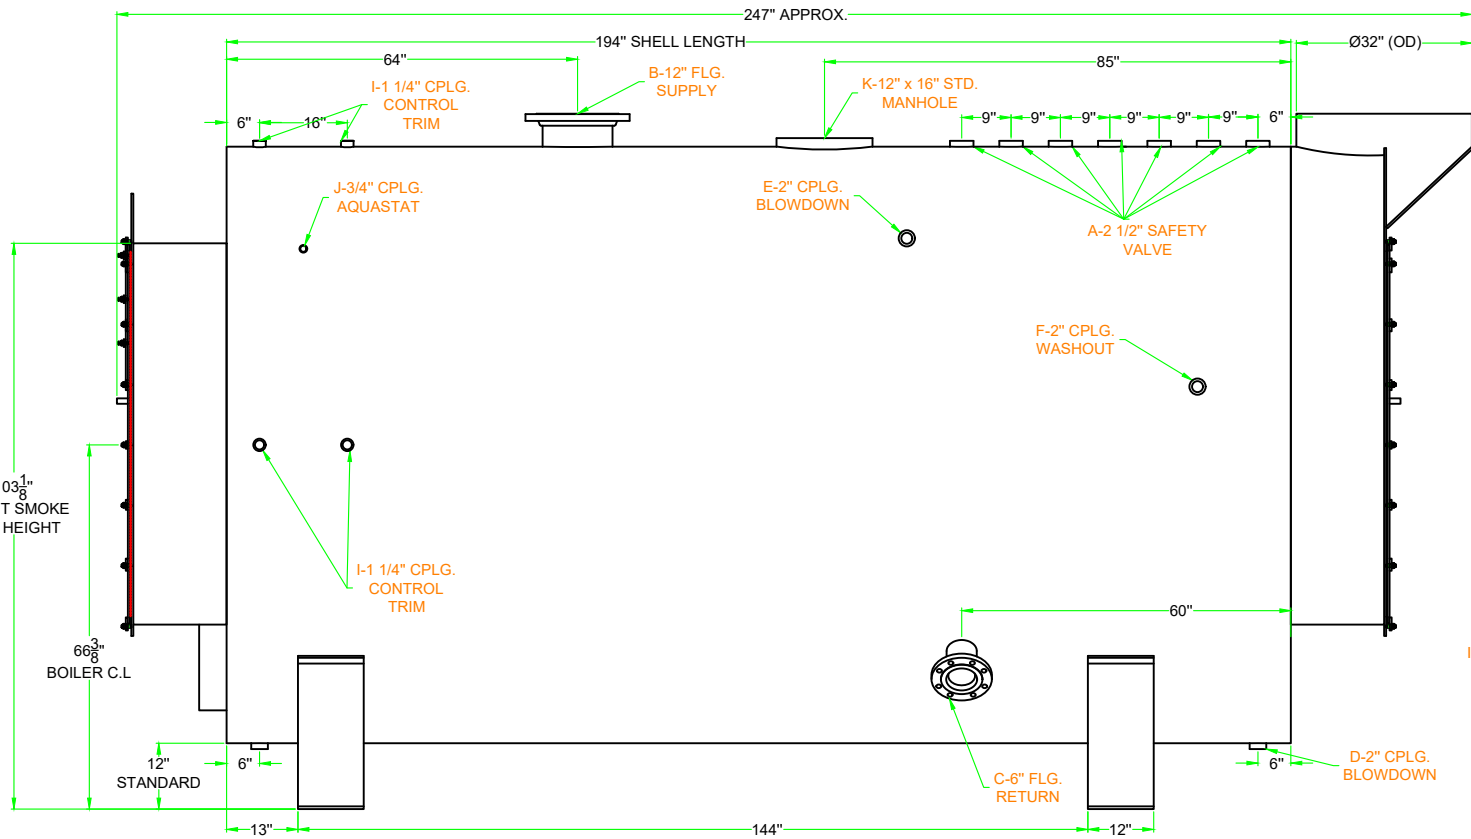 247" APPROX.
194" SHELL LENGTH
Ø32" (OD)
64"
85"
B-12" FLG.
SUPPLY
K-12" x 16" STD.
MANHOLE
I-1 1/4" CPLG.
CONTROL
TRIM
6"
16"
9"
9"
9"
9"
9"
9"
6"
J-3/4" CPLG.
AQUASTAT
E-2" CPLG.
BLOWDOWN
A-2 1/2" SAFETY
VALVE
F-2" CPLG.
WASHOUT
03 1/8"
T SMOKE
HEIGHT
I-1 1/4" CPLG.
CONTROL
TRIM
60"
66 3/8"
BOILER C.L
I
12"
STANDARD
6"
C-6" FLG.
RETURN
6"
D-2" CPLG.
BLOWDOWN
13"
144"
12"